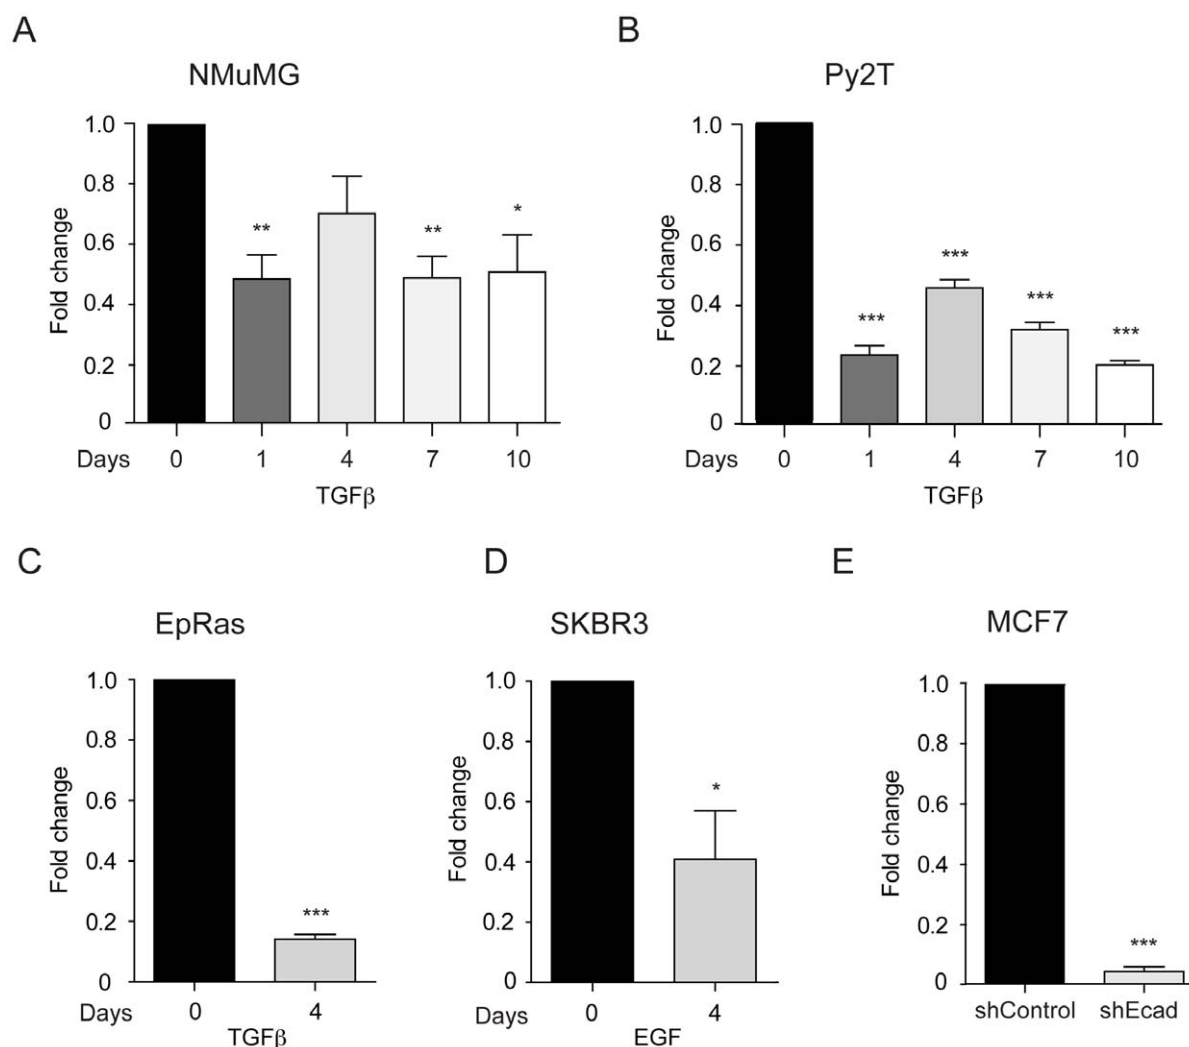 A
NMuMG
Fold change
1.0
0.8
0.6
0.4
0.2
0
**
**
*
Days 0 1 4 7 10
TGFβ
B
Py2T
Fold change
1.0
0.8
0.6
0.4
0.2
0
***
***
***
***
Days 0 1 4 7 10
TGFβ
C
EpRas
Fold change
1.0
0.8
0.6
0.4
0.2
0
***
Days 0 4
TGFβ
D
SKBR3
Fold change
1.0
0.8
0.6
0.4
0.2
0
*
Days 0 4
EGF
E
MCF7
Fold change
1.0
0.8
0.6
0.4
0.2
0
***
shControl shEcad